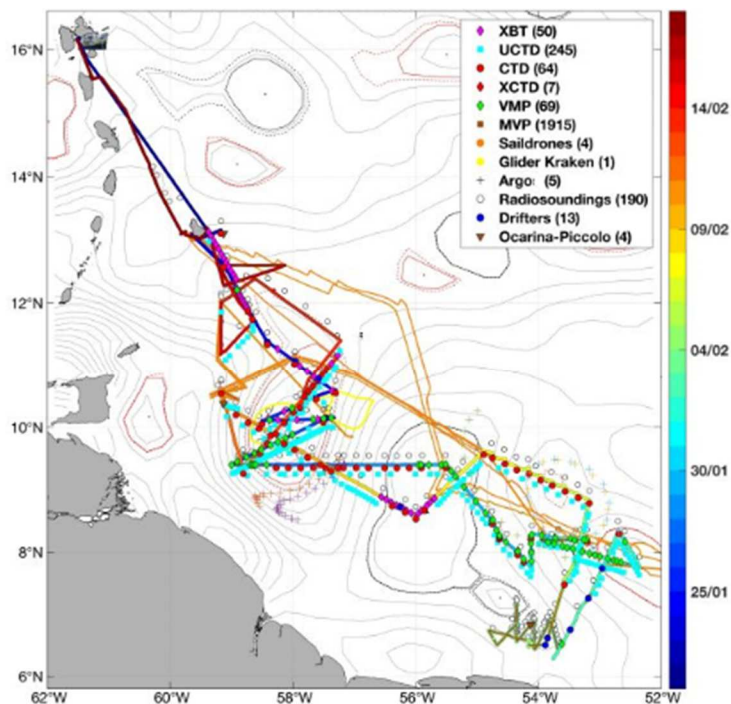 16°N
14°N
12°N
10°N
8°N
6°N
62°W
60°W
58°W
56°W
54°W
52°W
XBT (50)
UCTD (245)
CTD (64)
XCTD (7)
VMP (69)
MVP (1915)
Saildrones (4)
Glider Kraken (1)
Argo: (5)
Radiosoundings (190)
Drifters (13)
Ocarina-Piccolo (4)
14/02
09/02
04/02
30/01
25/01